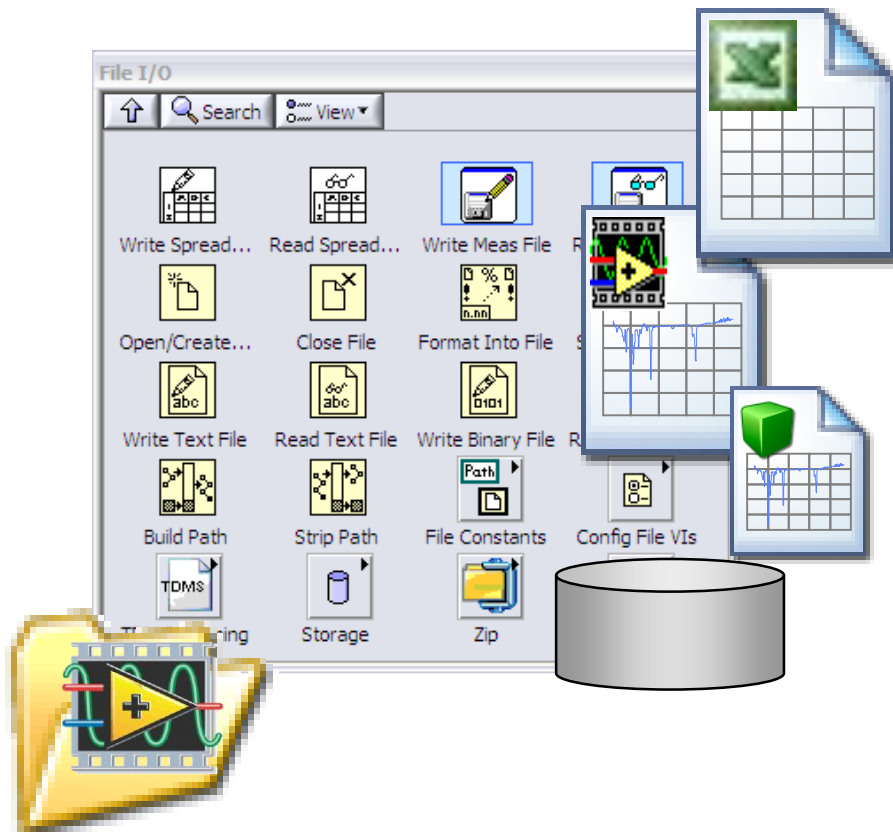 File I/O
Search View
Write Spread... Read Spread... Write Meas File
Open/Create... Close File Format Into File
% n.nn
abc abc 0101
Write Text File Read Text File Write Binary File
Path
Build Path Strip Path File Constants Config File VIs
TDMS
Storage Zip